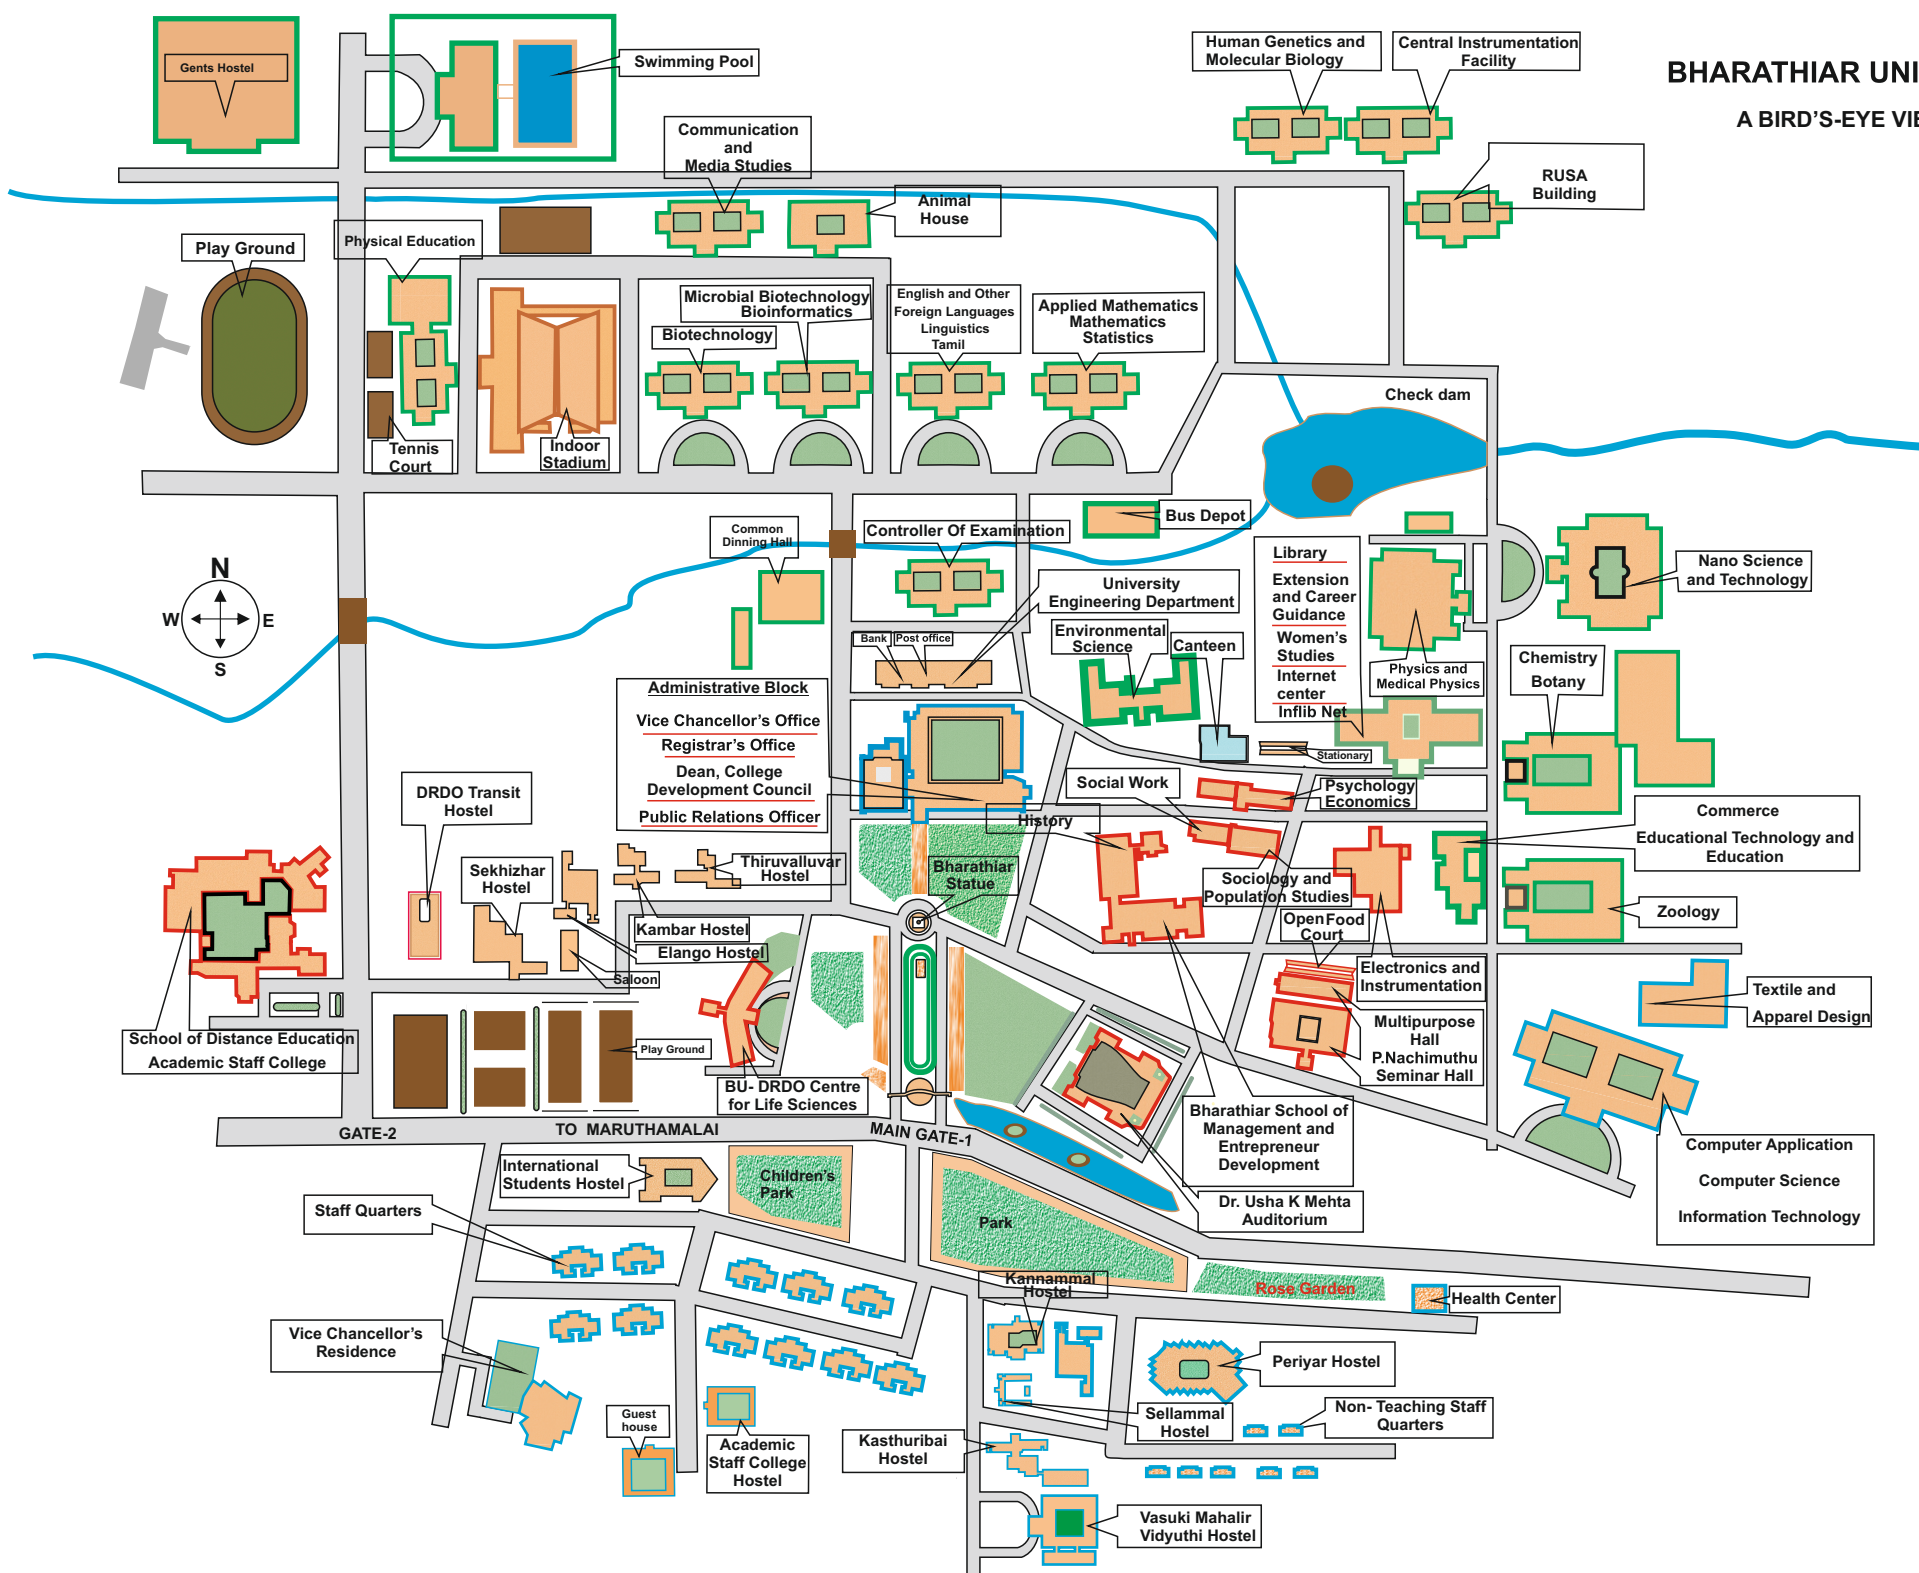 BHARATHIAR UNI
A BIRD'S-EYE VIE
Gents Hostel
Swimming Pool
Human Genetics and
Molecular Biology
Central Instrumentation
Facility
Communication
and
Media Studies
RUSA
Building
Animal
House
Physical Education
Play Ground
Microbial Biotechnology
Bioinformatics
Biotechnology
English and Other
Foreign Languages
Linguistics
Tamil
Applied Mathematics
Mathematics
Statistics
Check dam
Tennis
Court
Indoor
Stadium
Bus Depot
Common
Dinning Hall
Controller Of Examination
N
W
E
S
University
Engineering Department
Library
Extension
and Career
Guidance
Women's
Studies
Internet
center
Inflib Net
Nano Science
and Technology
Bank
Post office
Environmental
Science
Canteen
Physics and
Medical Physics
Chemistry
Botany
Administrative Block
Vice Chancellor's Office
Registrar's Office
Dean, College
Development Council
Public Relations Officer
Stationary
DRDO Transit
Hostel
Social Work
Psychology
Economics
History
Commerce
Educational Technology and
Education
Sekhizhar
Hostel
Thiruvalluvar
Hostel
Bharathiar
Statue
Sociology and
Population Studies
Open Food
Court
Zoology
Kambar Hostel
Elango Hostel
Saloon
Electronics and
Instrumentation
Textile and
Apparel Design
School of Distance Education
Academic Staff College
Play Ground
Multipurpose
Hall
P.Nachimuthu
Seminar Hall
BU- DRDO Centre
for Life Sciences
Bharathiar School of
Management and
Entrepreneur
Development
GATE-2
TO MARUTHAMALAI
MAIN GATE-1
Computer Application
Computer Science
Information Technology
International
Students Hostel
Children's
Park
Dr. Usha K Mehta
Auditorium
Staff Quarters
Park
Kannammal
Hostel
Rose Garden
Health Center
Vice Chancellor's
Residence
Periyar Hostel
Guest
house
Sellammal
Hostel
Non- Teaching Staff
Quarters
Academic
Staff College
Hostel
Kasthuribai
Hostel
Vasuki Mahalir
Vidyuthi Hostel